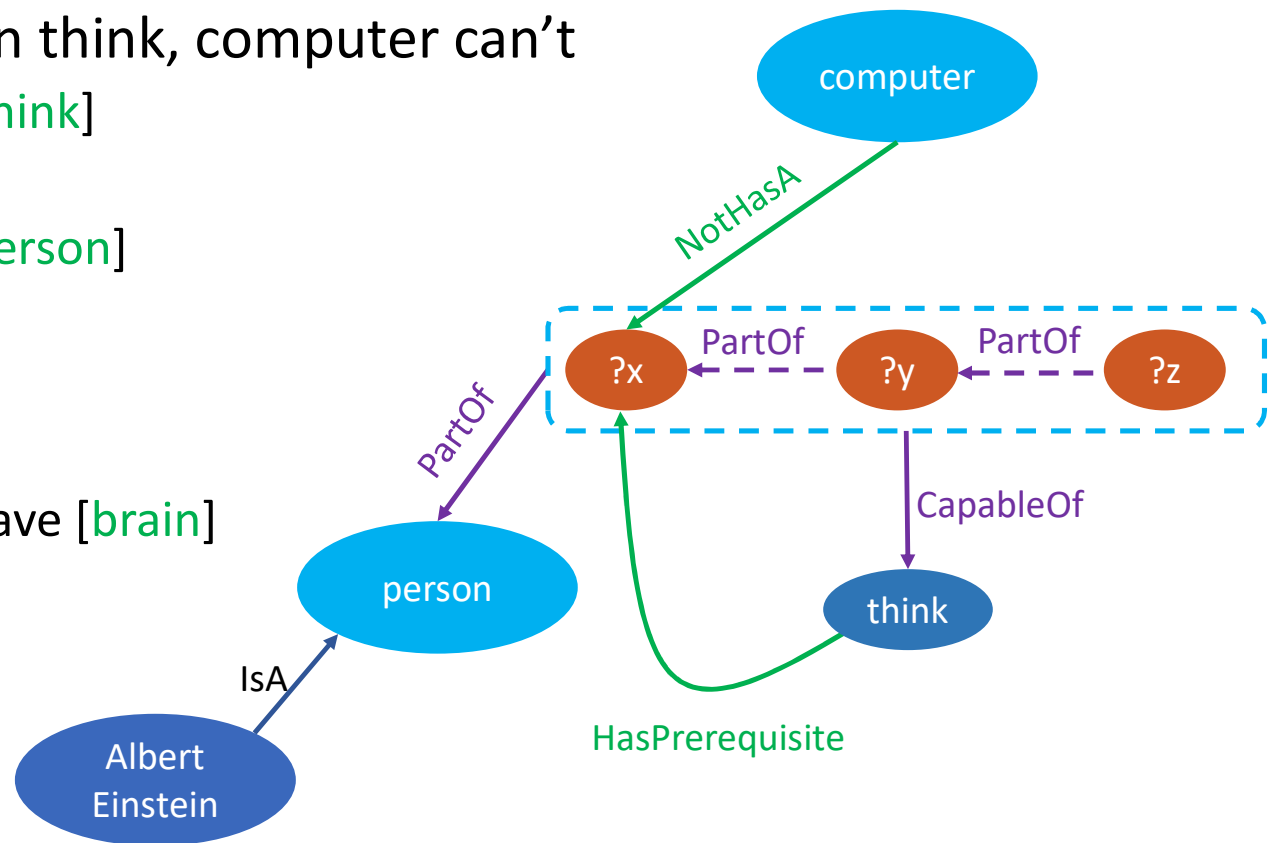 n think, computer can't
hink]
erson]
ave [brain]
computer
NotHasA
?x
PartOf
?y
PartOf
?z
PartOf
CapableOf
person
think
IsA
HasPrerequisite
Albert
Einstein